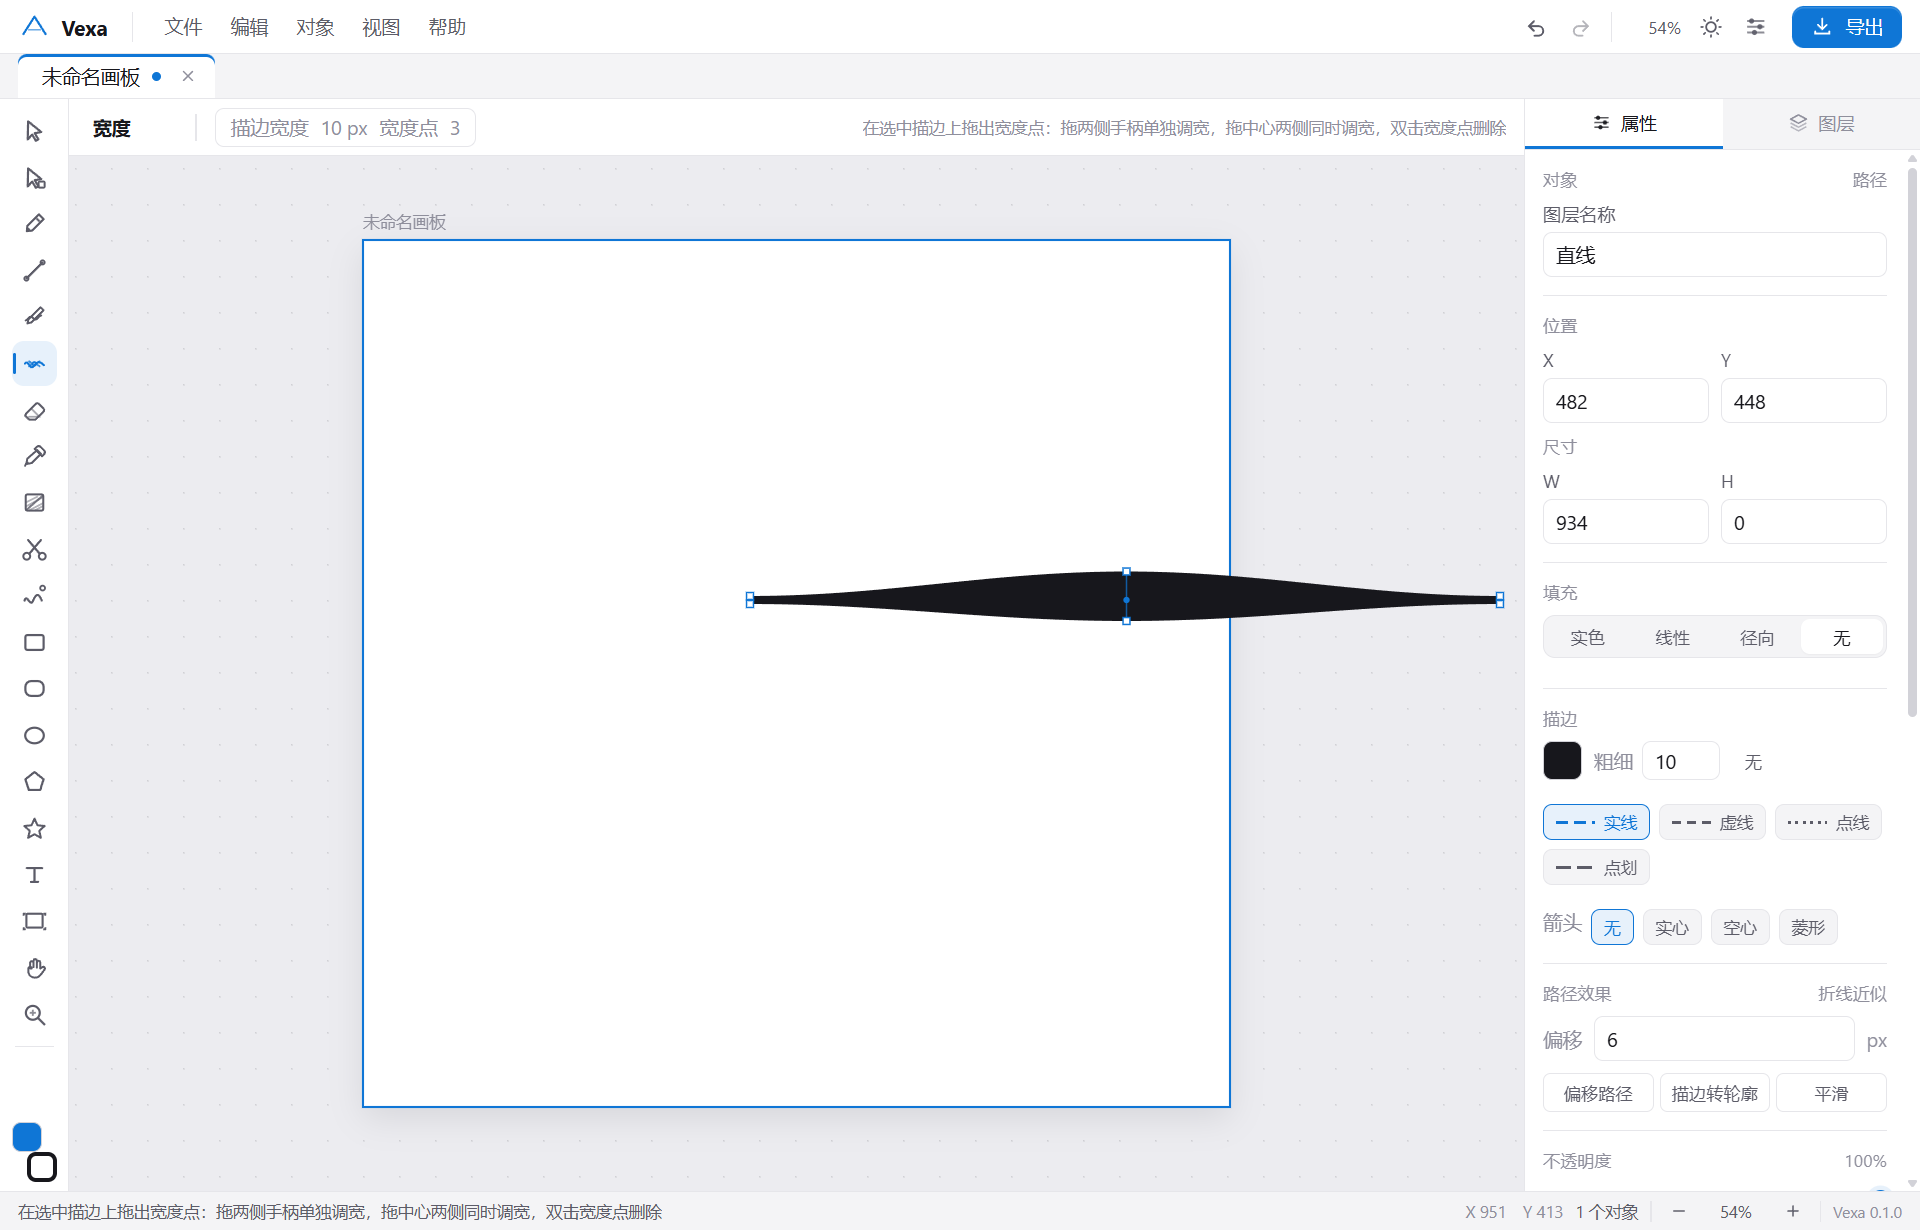 Vexa 文件 编辑 对象 视图 帮助 54% 导出
未命名画板
宽度 描边宽度 10 px 宽度点 3 在选中描边上拖出宽度点：拖两侧手柄单独调宽，拖中心两侧同时调宽，双击宽度点删除
属性 图层
未命名画板
对象 路径
图层名称
直线
位置
X Y
482 448
尺寸
W H
934 0
填充
实色 线性 径向 无
描边
粗细 10 无
实线 虚线 点线
点划
箭头 无 实心 空心 菱形
路径效果 折线近似
偏移 6 px
偏移路径 描边转轮廓 平滑
不透明度 100%
在选中描边上拖出宽度点：拖两侧手柄单独调宽，拖中心两侧同时调宽，双击宽度点删除 X 951 Y 413 1 个对象 54% Vexa 0.1.0